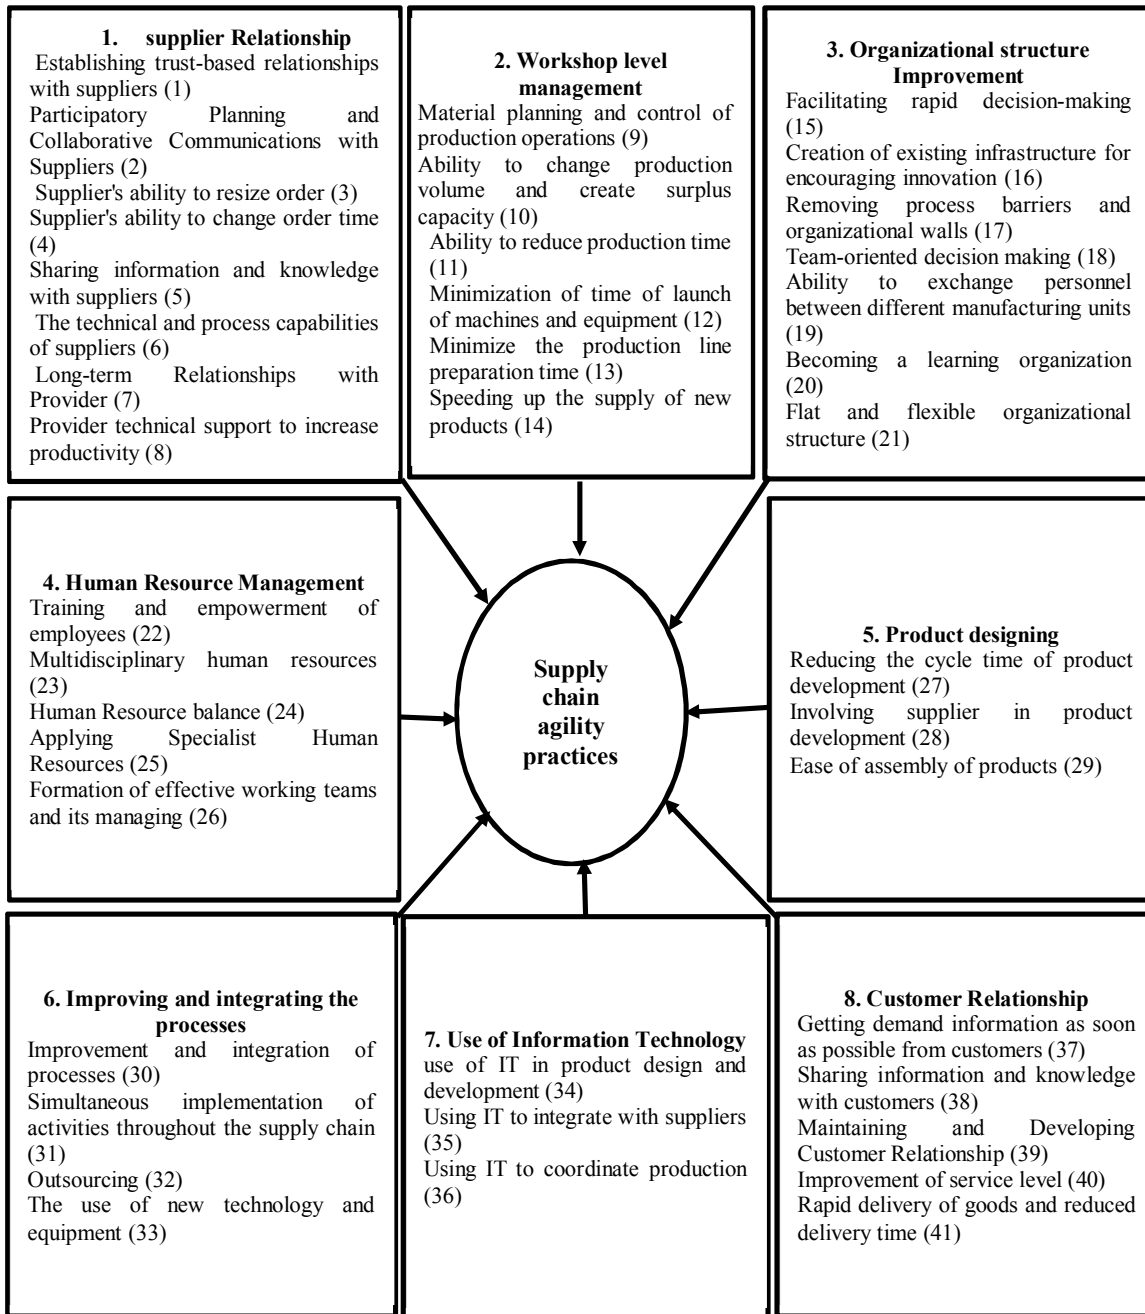 1. supplier Relationship
Establishing trust-based relationships
with suppliers (1)
Participatory Planning and
Collaborative Communications with
Suppliers (2)
Supplier's ability to resize order (3)
Supplier's ability to change order time
(4)
Sharing information and knowledge
with suppliers (5)
The technical and process capabilities
of suppliers (6)
Long-term Relationships with
Provider (7)
Provider technical support to increase
productivity (8)
2. Workshop level
management
Material planning and control of
production operations (9)
Ability to change production
volume and create surplus
capacity (10)
Ability to reduce production time
(11)
Minimization of time of launch
of machines and equipment (12)
Minimize the production line
preparation time (13)
Speeding up the supply of new
products (14)
3. Organizational structure
Improvement
Facilitating rapid decision-making
(15)
Creation of existing infrastructure for
encouraging innovation (16)
Removing process barriers and
organizational walls (17)
Team-oriented decision making (18)
Ability to exchange personnel
between different manufacturing units
(19)
Becoming a learning organization
(20)
Flat and flexible organizational
structure (21)
4. Human Resource Management
Training and empowerment of
employees (22)
Multidisciplinary human resources
(23)
Human Resource balance (24)
Applying Specialist Human
Resources (25)
Formation of effective working teams
and its managing (26)
Supply
chain
agility
practices
5. Product designing
Reducing the cycle time of product
development (27)
Involving supplier in product
development (28)
Ease of assembly of products (29)
6. Improving and integrating the
processes
Improvement and integration of
processes (30)
Simultaneous implementation of
activities throughout the supply chain
(31)
Outsourcing (32)
The use of new technology and
equipment (33)
7. Use of Information Technology
use of IT in product design and
development (34)
Using IT to integrate with suppliers
(35)
Using IT to coordinate production
(36)
8. Customer Relationship
Getting demand information as soon
as possible from customers (37)
Sharing information and knowledge
with customers (38)
Maintaining and Developing
Customer Relationship (39)
Improvement of service level (40)
Rapid delivery of goods and reduced
delivery time (41)